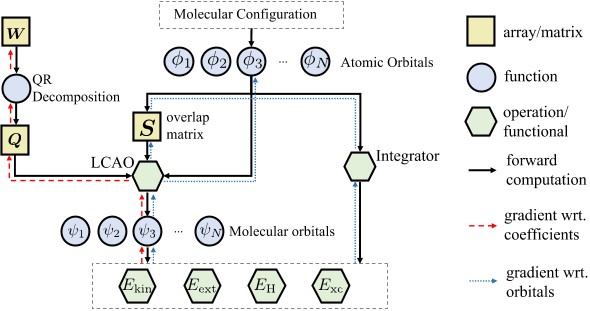 Molecular Configuration
W
array/matrix
ϕ1 ϕ2 ϕ3 ... ϕN Atomic Orbitals
QR
Decomposition
function
S overlap
matrix
operation/
functional
Q
LCAO
Integrator
forward
computation
ψ1 ψ2 ψ3 ... ψN Molecular orbitals
gradient wrt.
coefficients
Ekin Eext EH Exc
gradient wrt.
orbitals